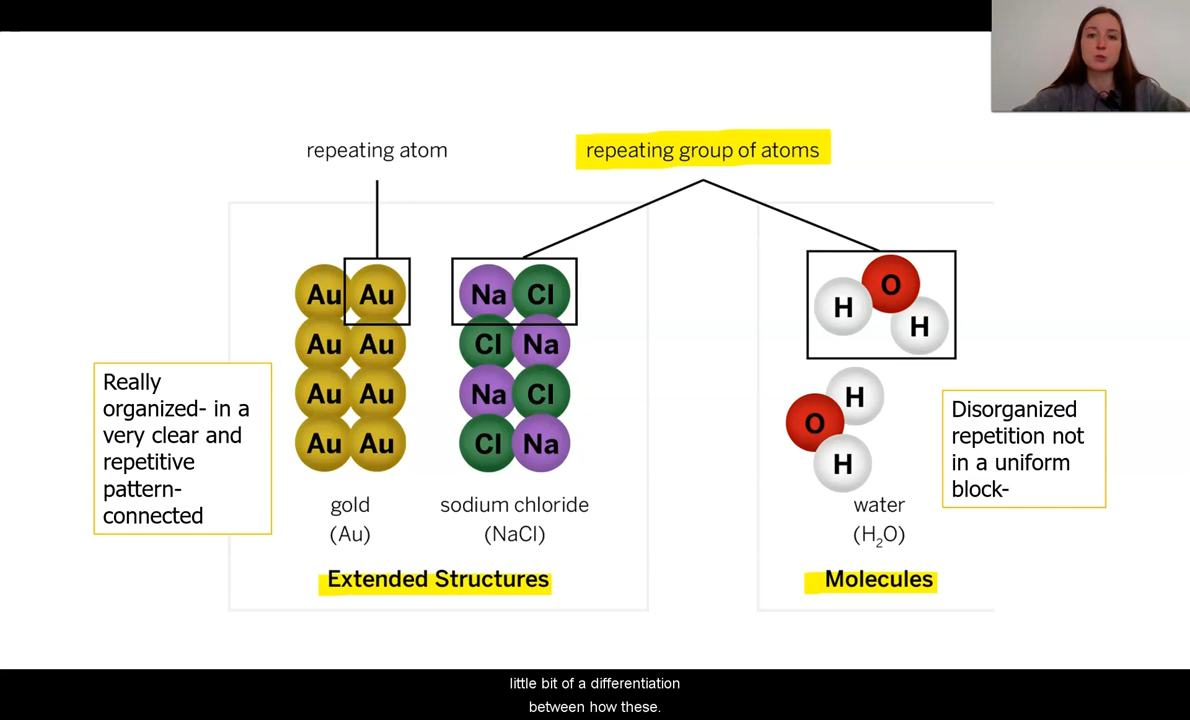 repeating atom
repeating group of atoms
Au Au
Na Cl
O
H
H
Au Au
Cl Na
Au Au
Na Cl
H
O
Au Au
Cl Na
H
Really
organized- in a
very clear and
repetitive
pattern-
connected
Disorganized
repetition not
in a uniform
block-
gold
(Au)
sodium chloride
(NaCl)
water
(H₂O)
Extended Structures
Molecules
little bit of a differentiation
between how these.